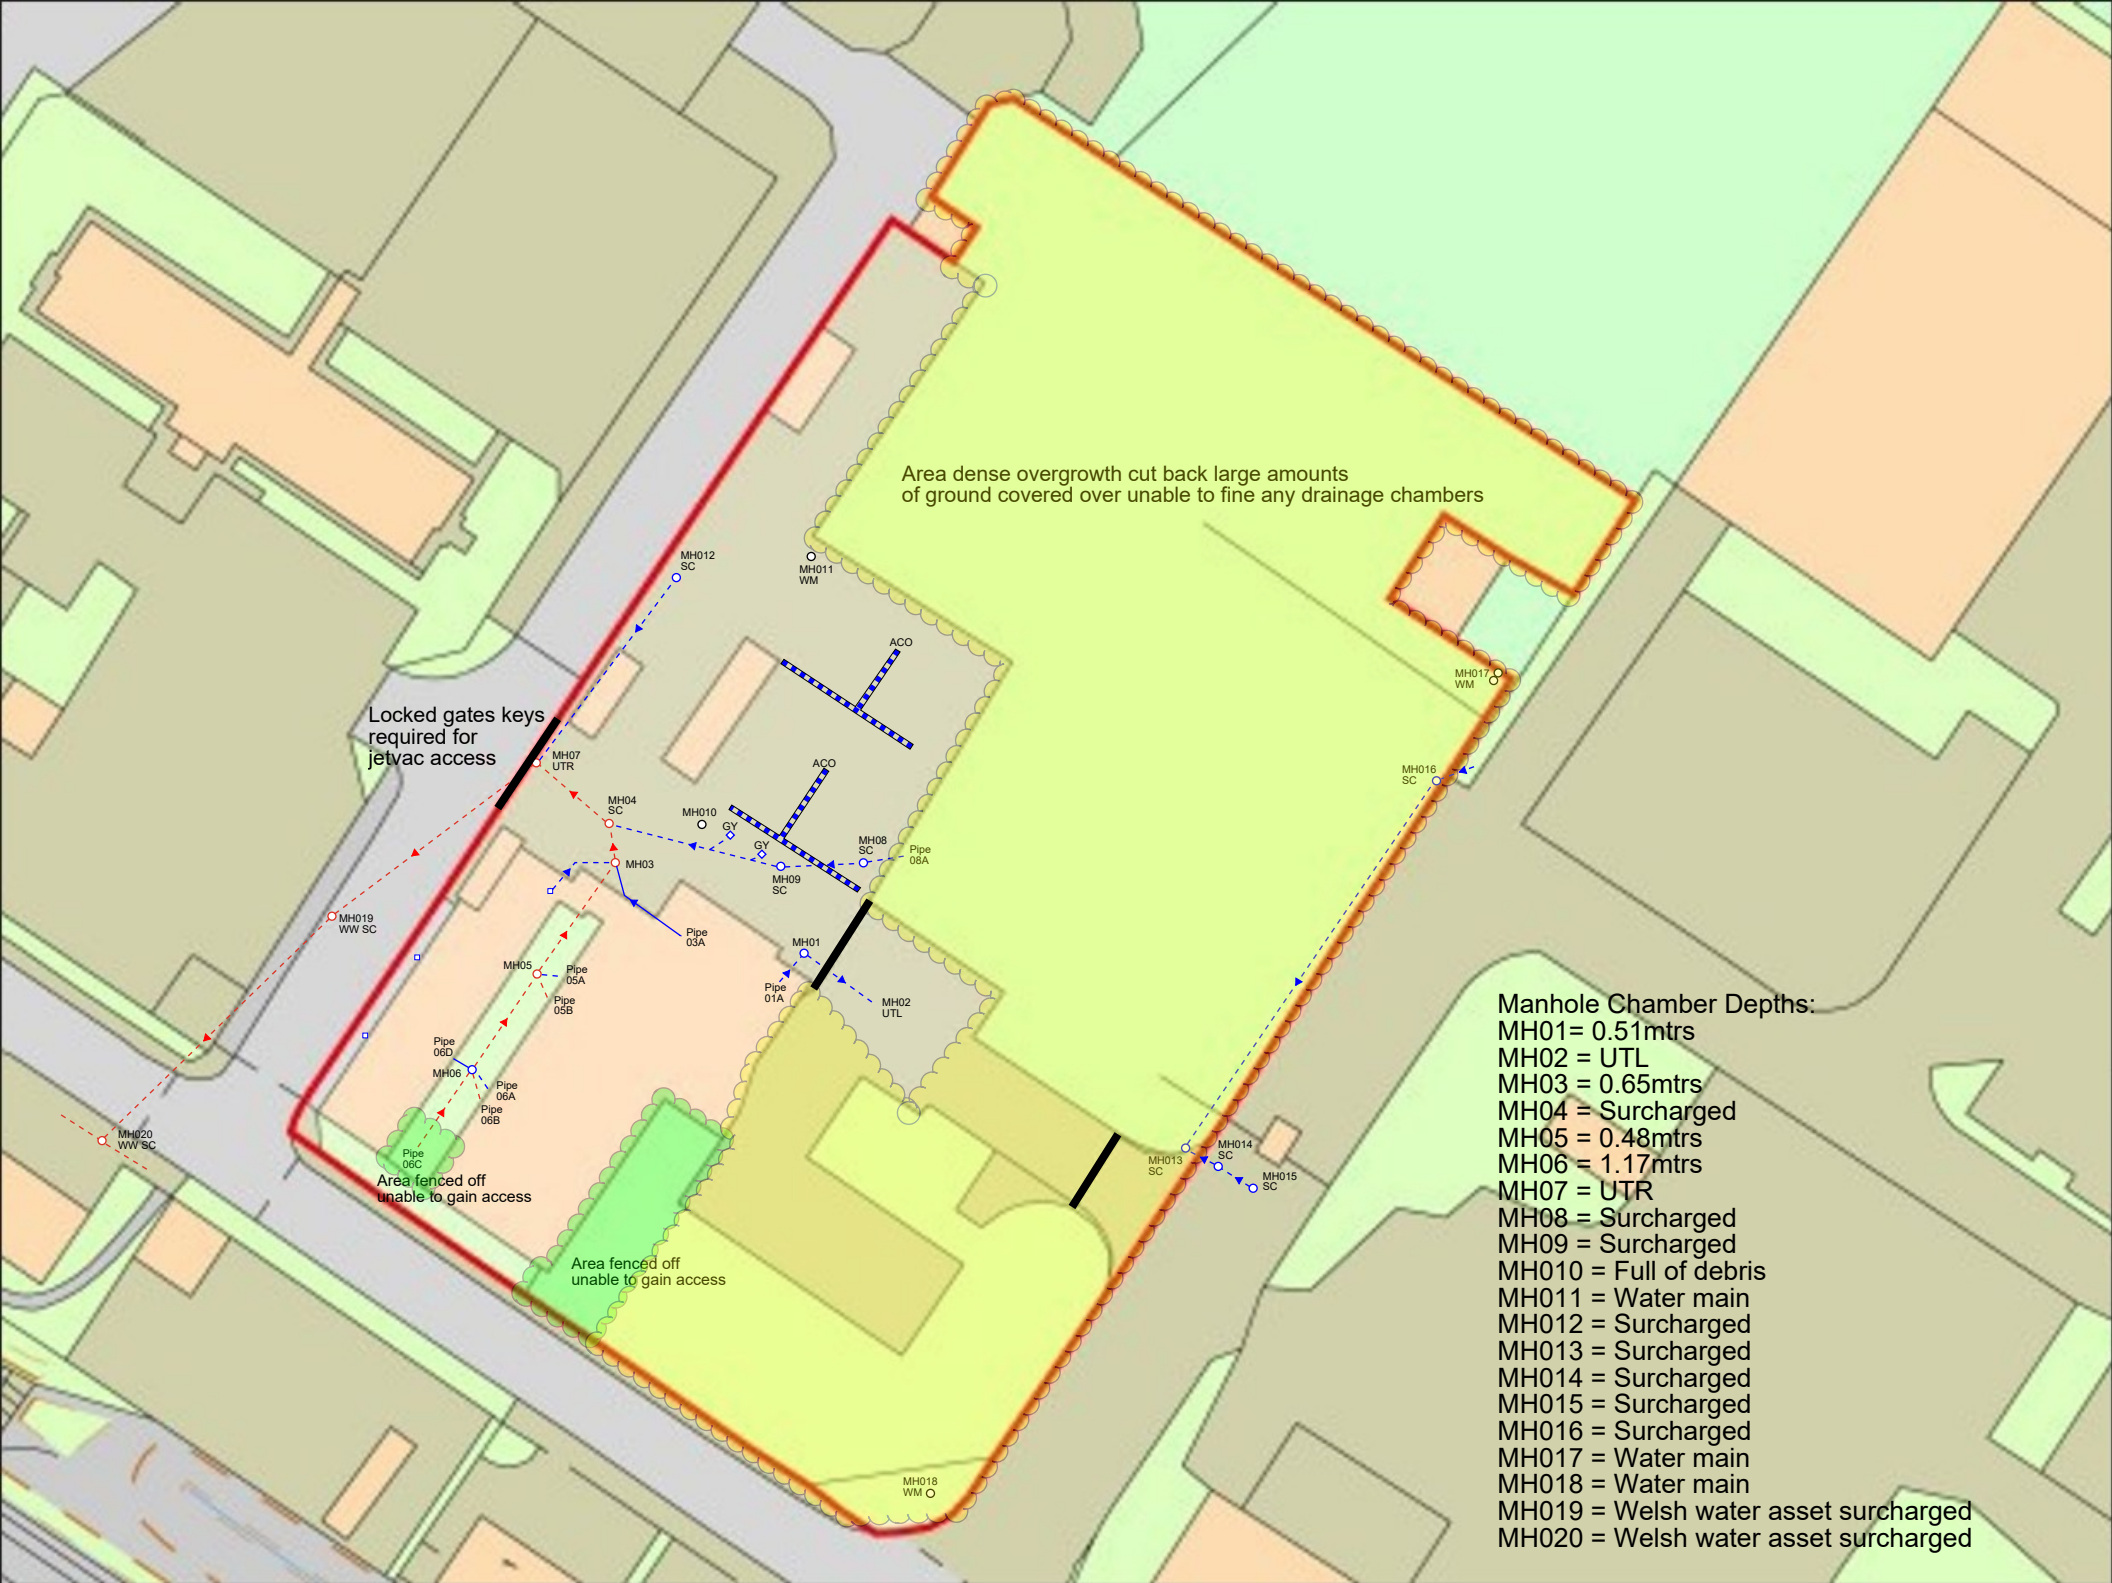 Area dense overgrowth cut back large amounts
of ground covered over unable to fine any drainage chambers
MH012
SC
MH011
WM
ACO
MH017
WM
Locked gates keys
required for
jetvac access
MH07
UTR
ACO
MH016
SC
MH04
SC
MH010
GY
GY
MH08
SC
Pipe
08A
MH03
MH09
SC
MH019
WW SC
Pipe
03A
MH01
MH05
Pipe
05A
Pipe
05B
Pipe
01A
MH02
UTL
Pipe
06D
MH06
Pipe
06A
Pipe
06B
MH020
WW SC
Pipe
06C
Area fenced off
unable to gain access
MH013
SC
MH014
SC
MH015
SC
Area fenced off
unable to gain access
MH018
WM
Manhole Chamber Depths:
MH01= 0.51mtrs
MH02 = UTL
MH03 = 0.65mtrs
MH04 = Surcharged
MH05 = 0.48mtrs
MH06 = 1.17mtrs
MH07 = UTR
MH08 = Surcharged
MH09 = Surcharged
MH010 = Full of debris
MH011 = Water main
MH012 = Surcharged
MH013 = Surcharged
MH014 = Surcharged
MH015 = Surcharged
MH016 = Surcharged
MH017 = Water main
MH018 = Water main
MH019 = Welsh water asset surcharged
MH020 = Welsh water asset surcharged